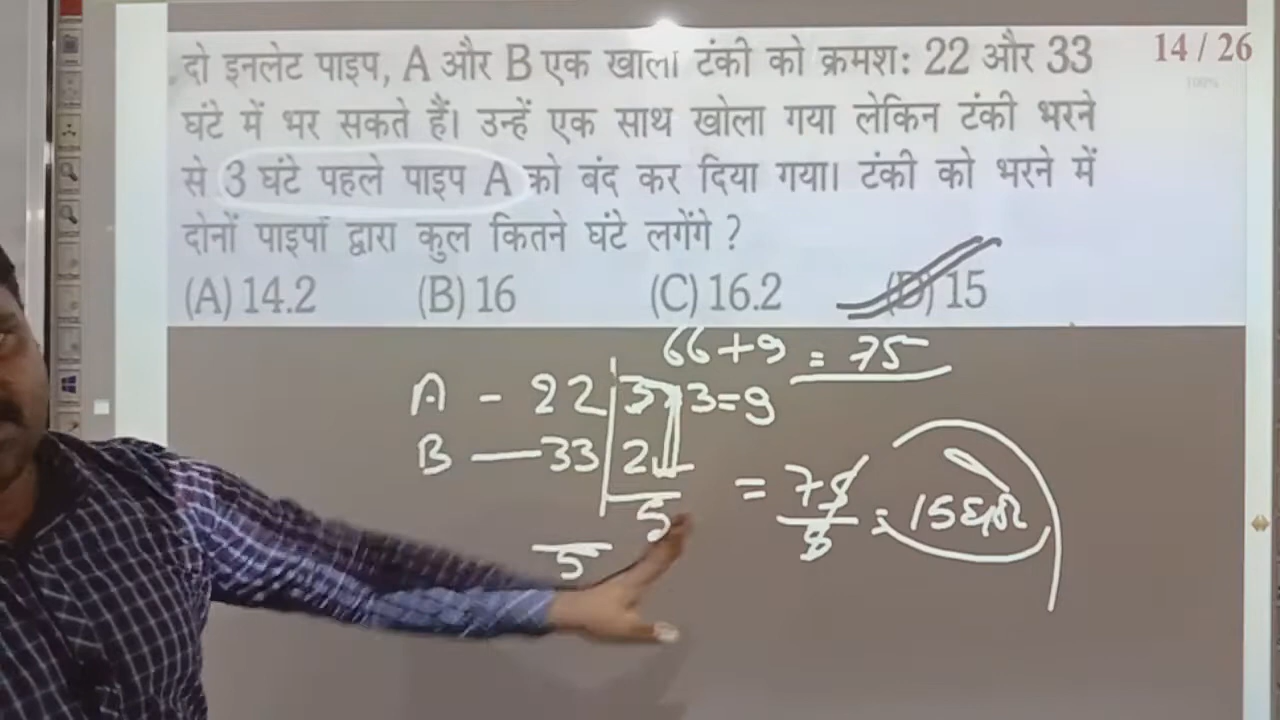 दो इनलेट पाइप, A और B एक खाली टंकी को क्रमश: 22 और 33
घंटे में भर सकते हैं। उन्हें एक साथ खोला गया लेकिन टंकी भरने
से 3 घंटे पहले पाइप A को बंद कर दिया गया। टंकी को भरने में
दोनों पाइपों द्वारा कुल कितने घंटे लगेंगे ?
(A) 14.2 (B) 16 (C) 16.2 (D) 15
14 / 26
100%
66+9 = 75
A - 22 3×3=9
B — 33 2
5
5
= 75/5 = 15 घंटे